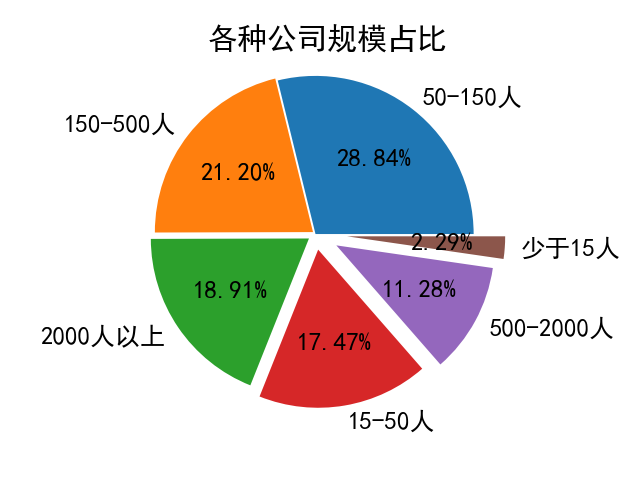 各种公司规模占比
50-150人
28.84%
150-500人
21.20%
2000人以上
18.91%
15-50人
17.47%
500-2000人
11.28%
少于15人
2.29%